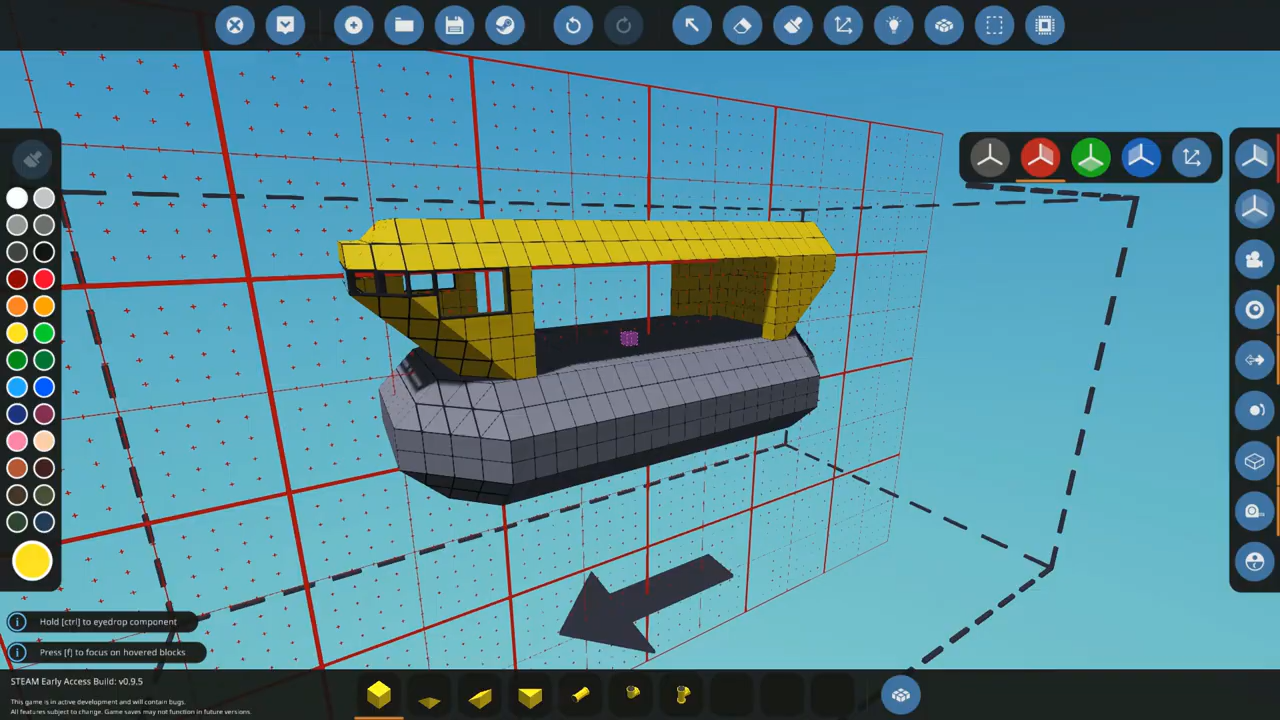 Hold [ctrl] to eyedrop component
Press [f] to focus on hovered blocks
STEAM Early Access Build: v0.9.5
This game is in active development and will contain bugs.
All features subject to change. Game saves may not function in future versions.